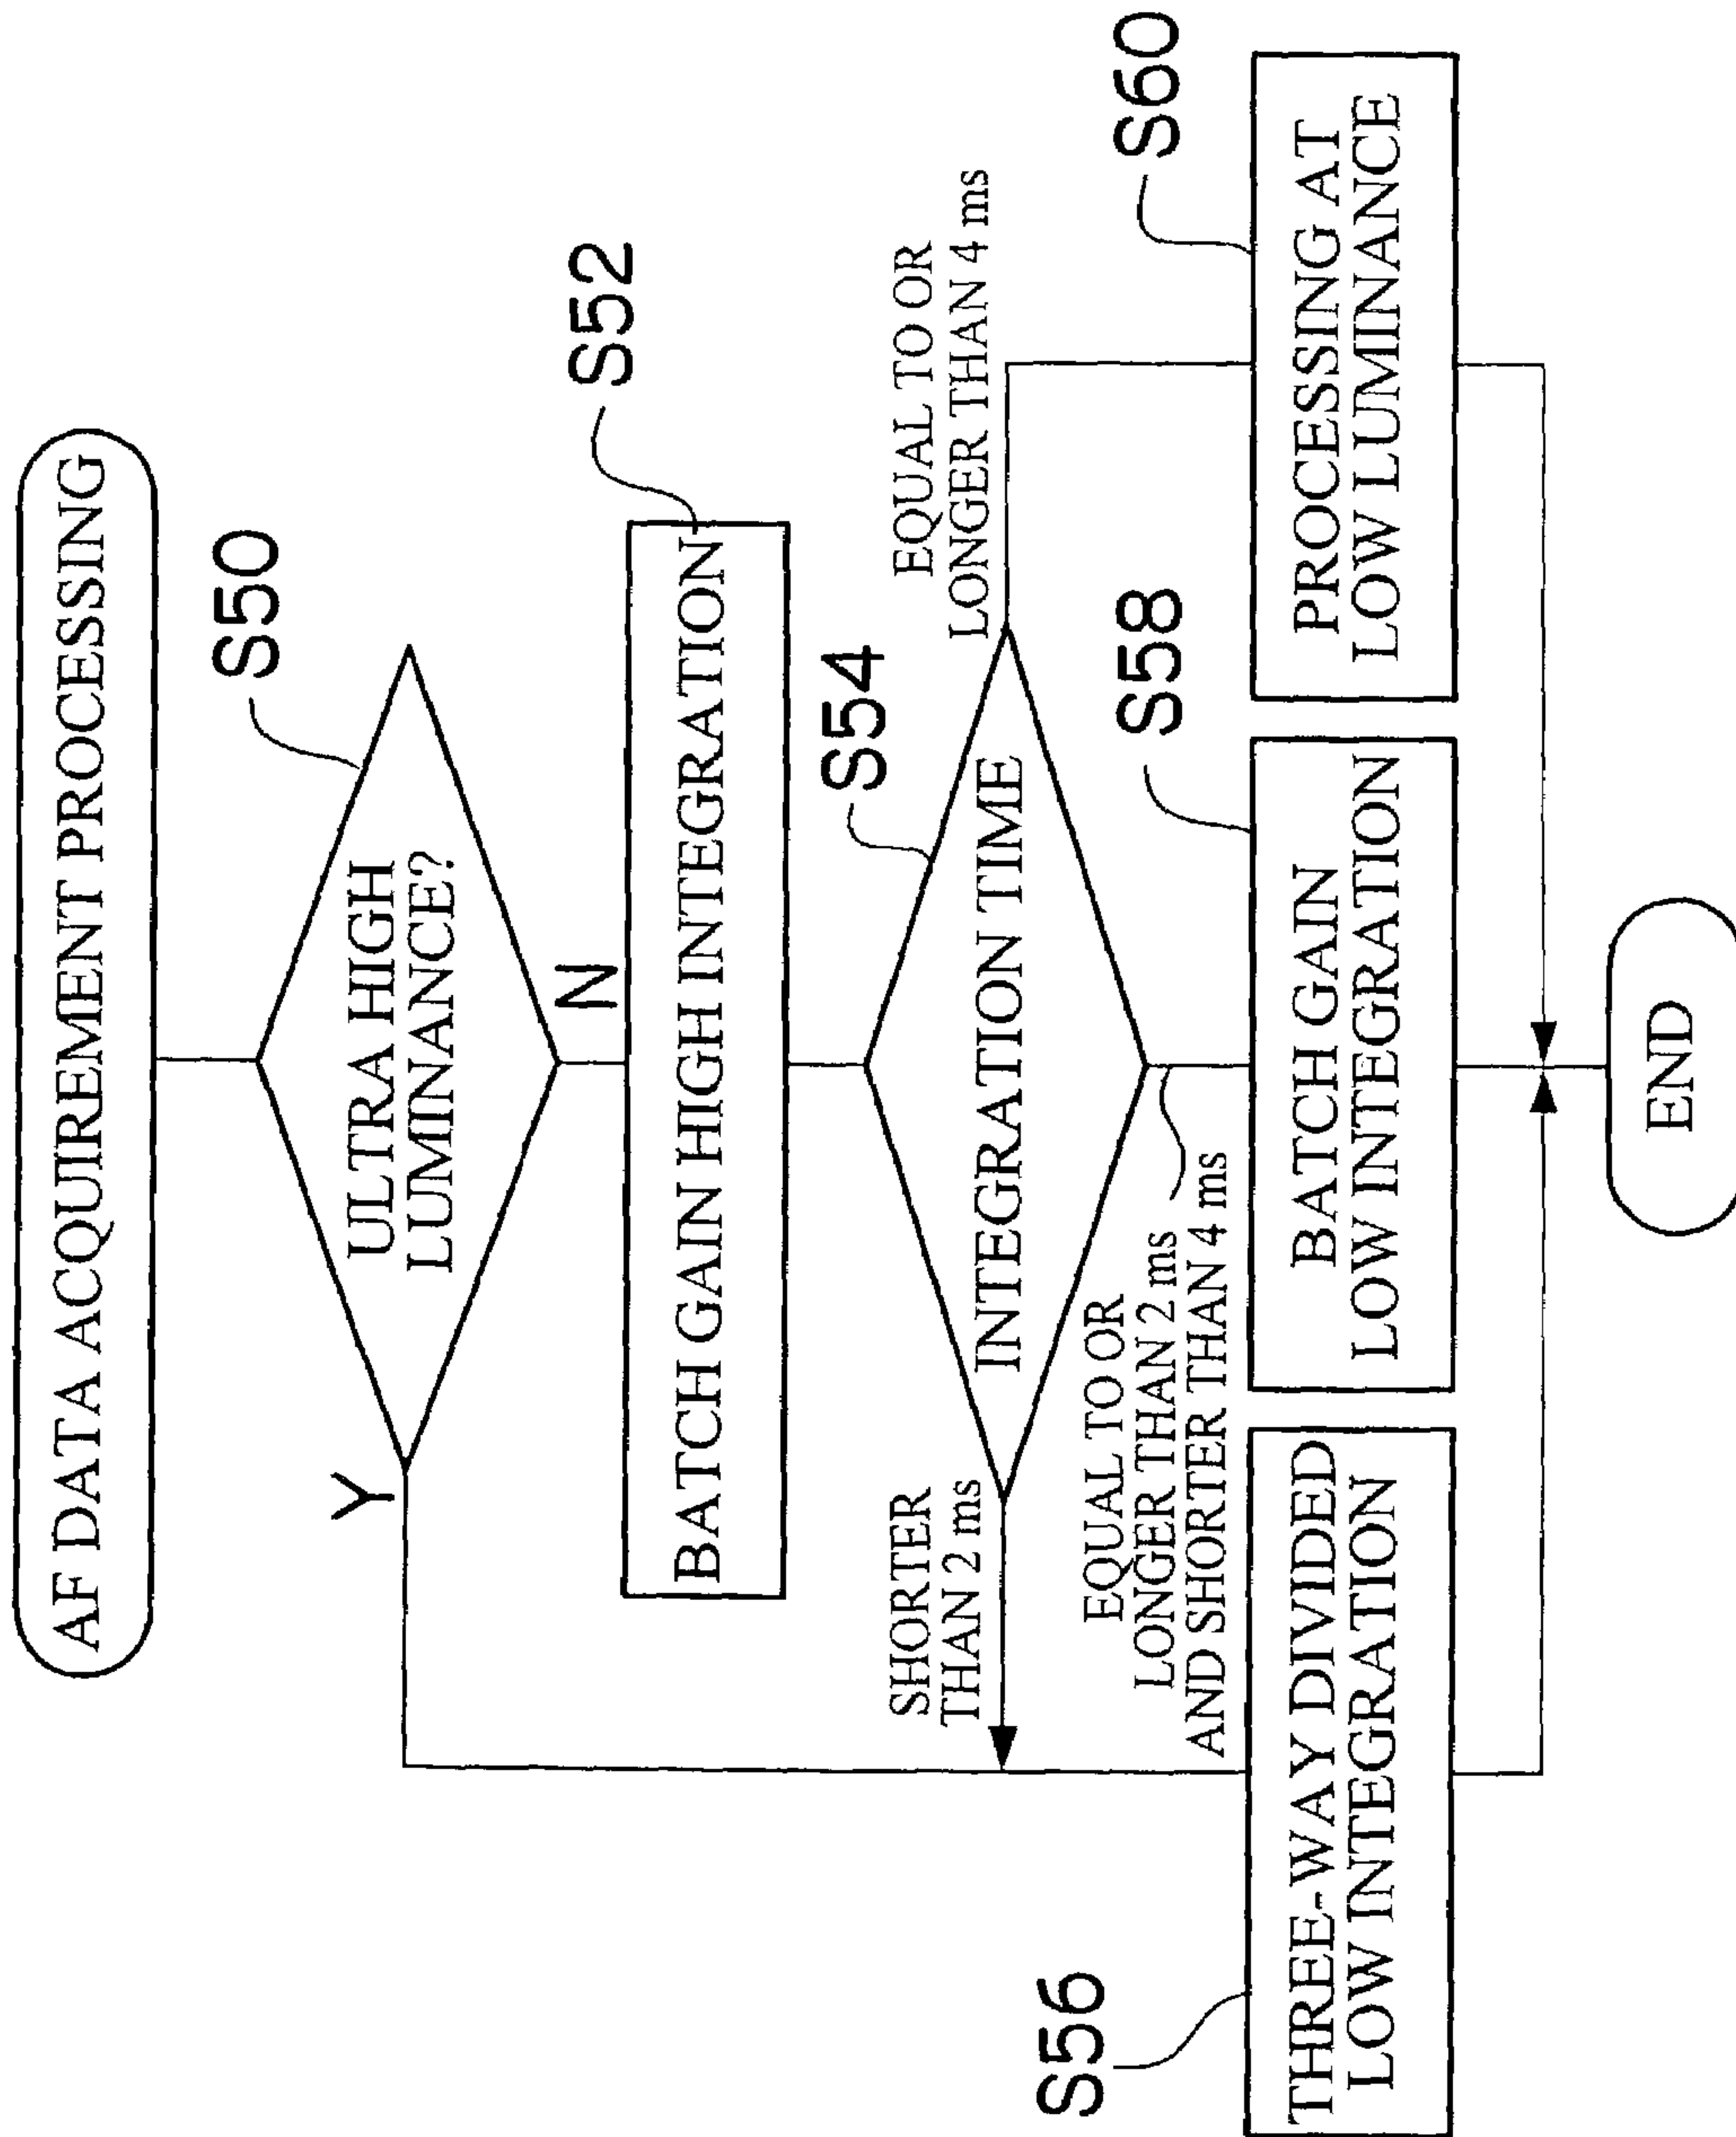 AF DATA ACQUIREMENT PROCESSING
S50
ULTRA HIGH
LUMINANCE?
Y
N
S52
BATCH GAIN HIGH INTEGRATION
S54
INTEGRATION TIME
SHORTER
THAN 2 ms
EQUAL TO OR
LONGER THAN 2 ms
AND SHORTER THAN 4 ms
EQUAL TO OR
LONGER THAN 4 ms
S56
THREE-WAY DIVIDED
LOW INTEGRATION
S58
BATCH GAIN
LOW INTEGRATION
S60
PROCESSING AT
LOW LUMINANCE
END